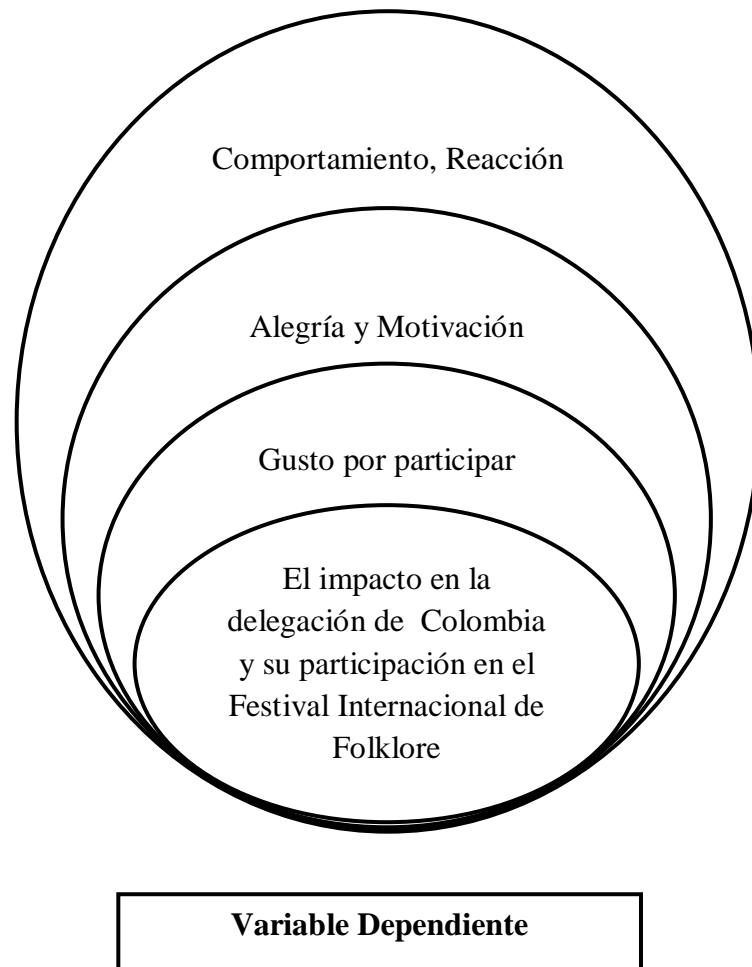 Comportamiento, Reacción
Alegría y Motivación
Gusto por participar
El impacto en la
delegación de Colombia
y su participación en el
Festival Internacional de
Folklore
Variable Dependiente